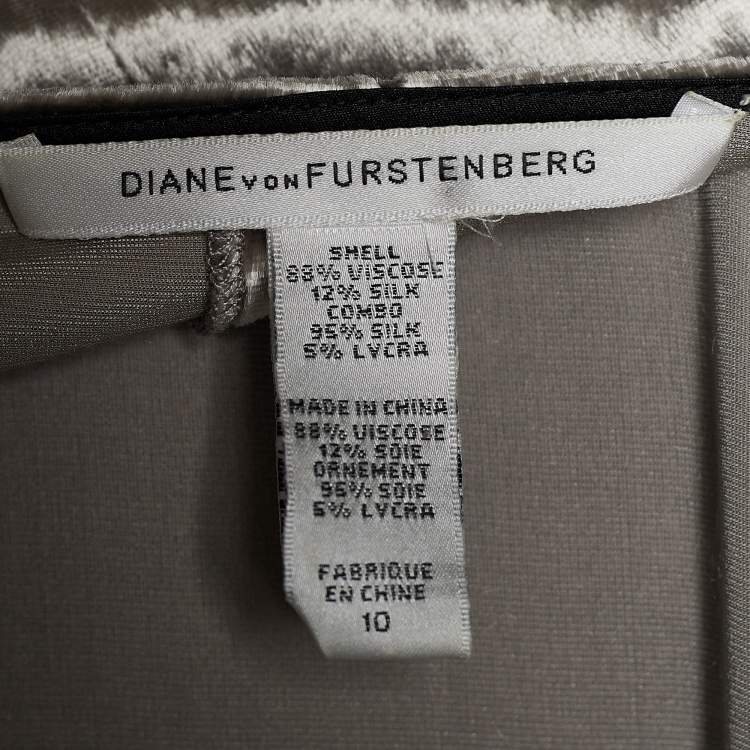 DIANE VON FURSTENBERG
SHELL
88% VISCOSE
12% SILK
COMBO
95% SILK
5% LYCRA
MADE IN CHINA
88% VISCOSE
12% SOIE
ORNEMENT
95% SOIE
5% LYCRA
FABRIQUE
EN CHINE
10